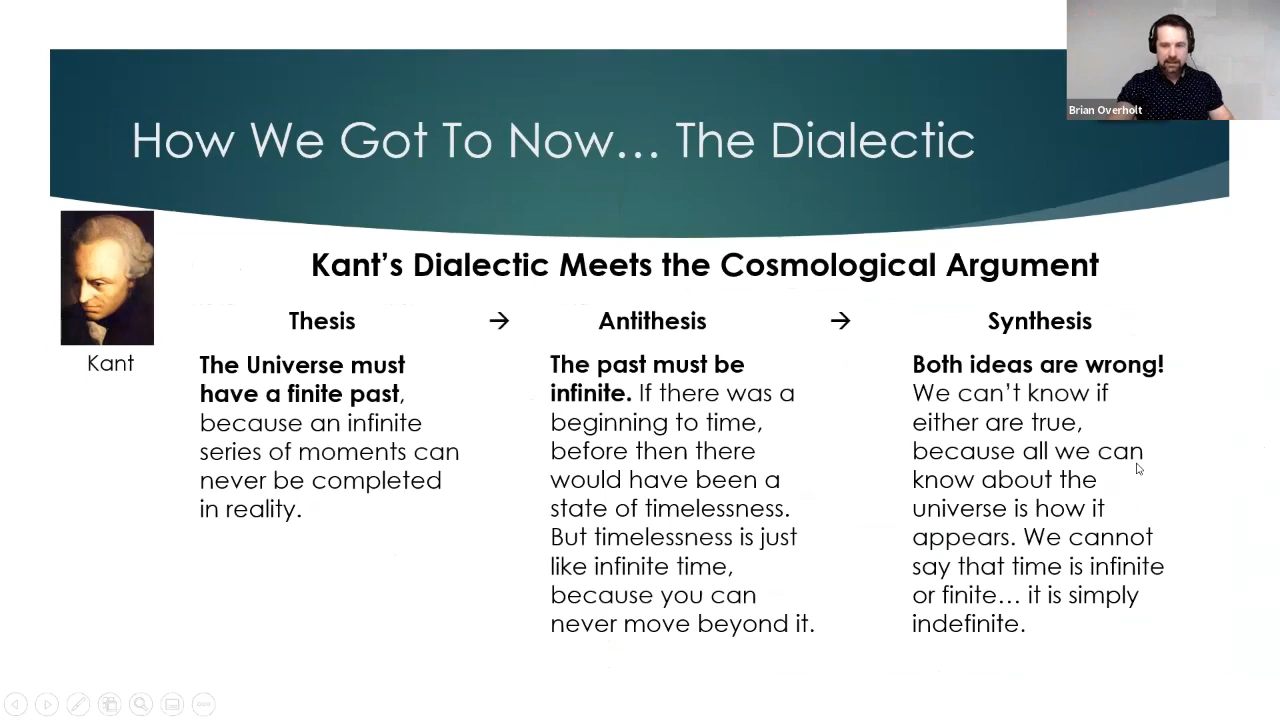 Brian Overholt
How We Got To Now… The Dialectic
Kant
Kant's Dialectic Meets the Cosmological Argument
Thesis → Antithesis → Synthesis
The Universe must
have a finite past,
because an infinite
series of moments can
never be completed
in reality.
The past must be
infinite. If there was a
beginning to time,
before then there
would have been a
state of timelessness.
But timelessness is just
like infinite time,
because you can
never move beyond it.
Both ideas are wrong!
We can't know if
either are true,
because all we can
know about the
universe is how it
appears. We cannot
say that time is infinite
or finite… it is simply
indefinite.